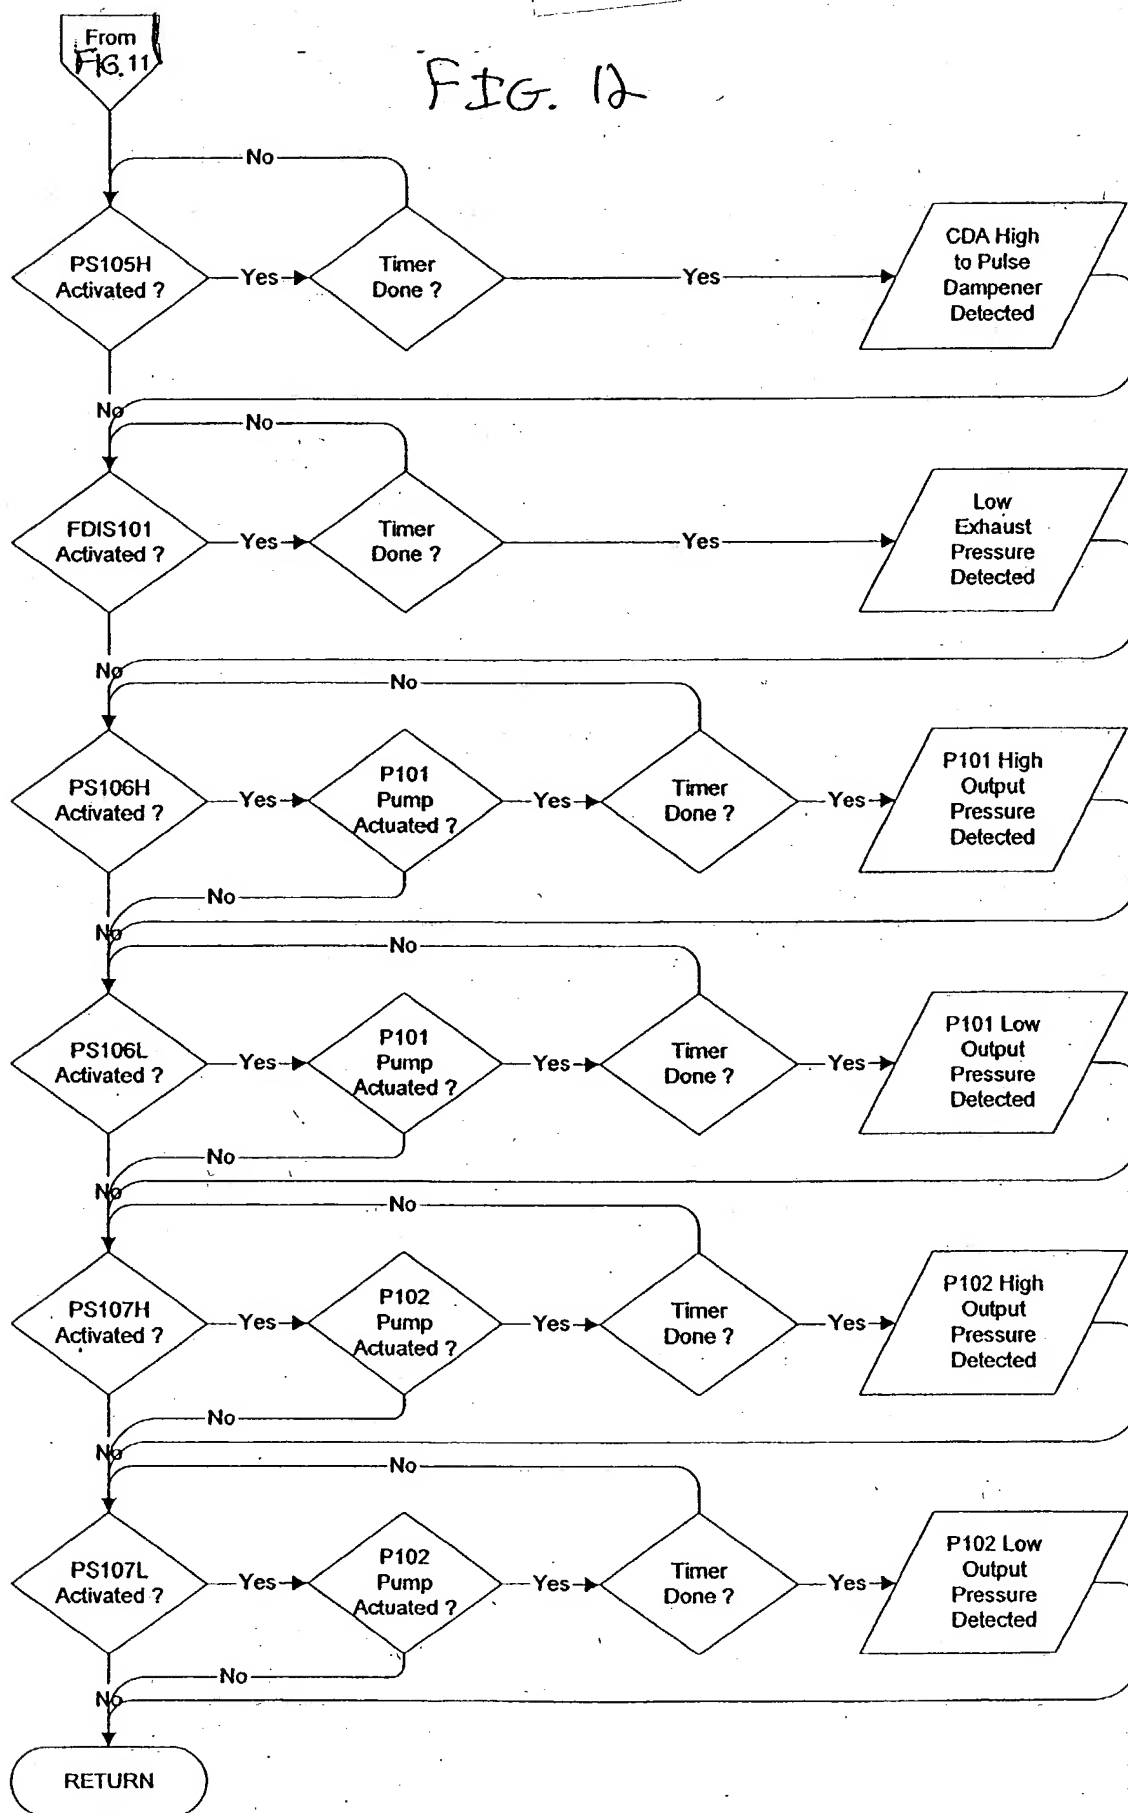 From
FIG. 11
FIG. 12
No
PS105H
Activated ?
Yes
Timer
Done ?
Yes
CDA High
to Pulse
Dampener
Detected
No
No
FDIS101
Activated ?
Yes
Timer
Done ?
Yes
Low
Exhaust
Pressure
Detected
No
No
PS106H
Activated ?
Yes
P101
Pump
Actuated ?
Yes
Timer
Done ?
Yes
P101 High
Output
Pressure
Detected
No
No
No
PS106L
Activated ?
Yes
P101
Pump
Actuated ?
Yes
Timer
Done ?
Yes
P101 Low
Output
Pressure
Detected
No
No
No
PS107H
Activated ?
Yes
P102
Pump
Actuated ?
Yes
Timer
Done ?
Yes
P102 High
Output
Pressure
Detected
No
No
No
PS107L
Activated ?
Yes
P102
Pump
Actuated ?
Yes
Timer
Done ?
Yes
P102 Low
Output
Pressure
Detected
No
No
RETURN